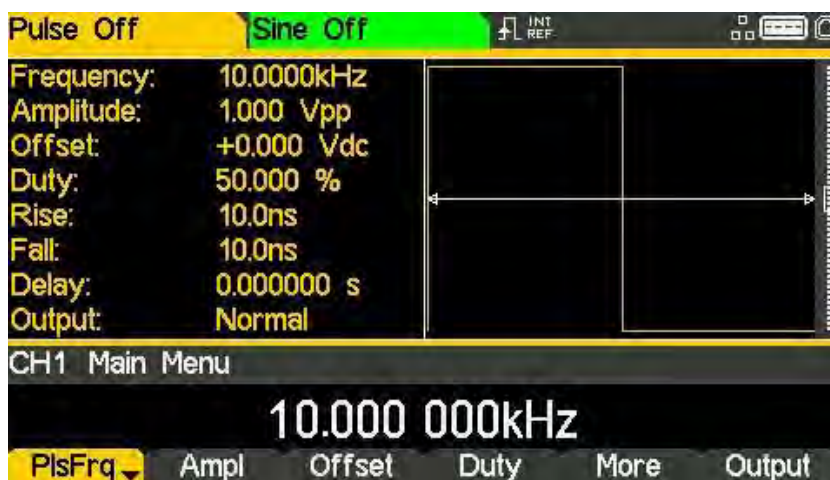 Pulse Off Sine Off INT REF
Frequency: 10.0000kHz
Amplitude: 1.000 Vpp
Offset: +0.000 Vdc
Duty: 50.000 %
Rise: 10.0ns
Fall: 10.0ns
Delay: 0.000000 s
Output: Normal
CH1 Main Menu
10.000 000kHz
PlsFrq Ampl Offset Duty More Output